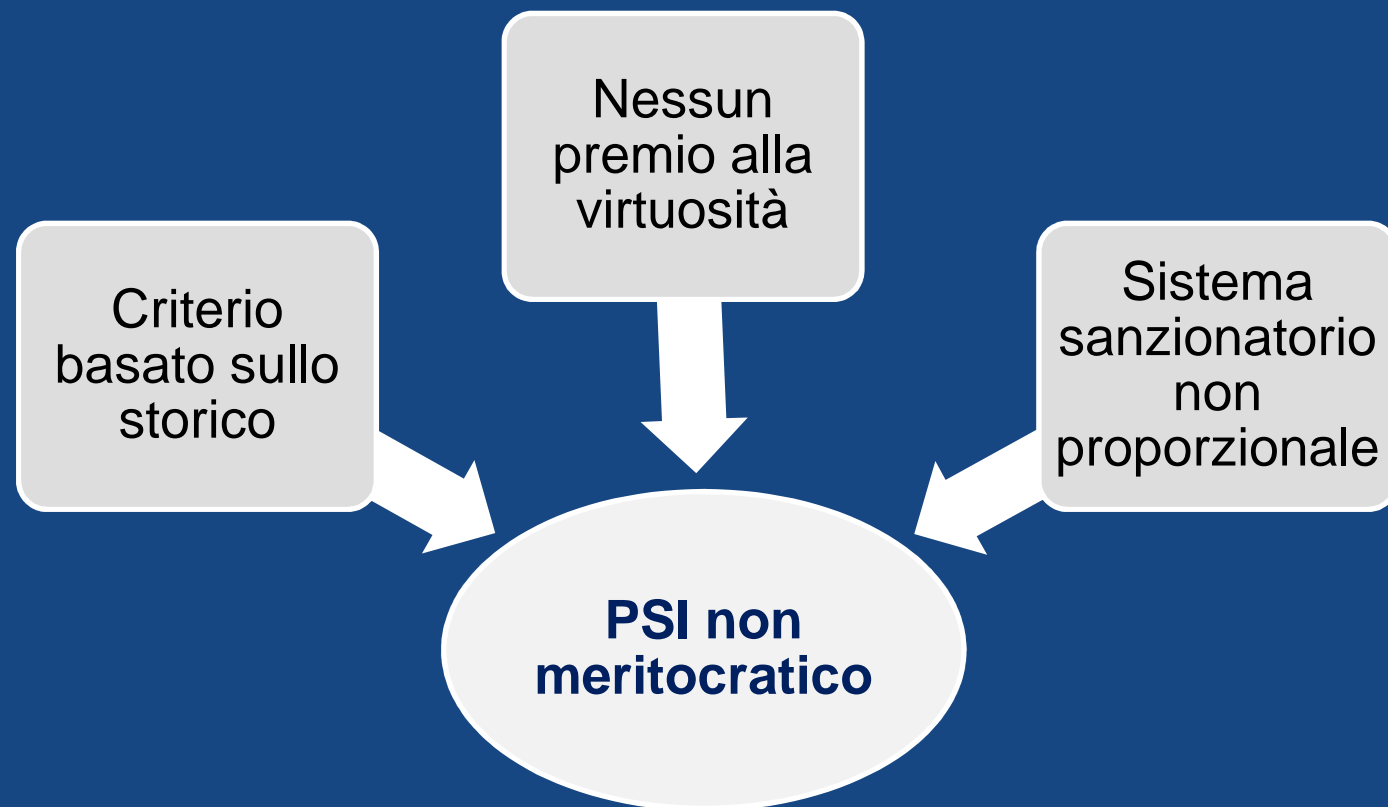 Nessun
premio alla
virtuosità
Criterio
basato sullo
storico
Sistema
sanzionatorio
non
proporzionale
PSI non
meritocratico